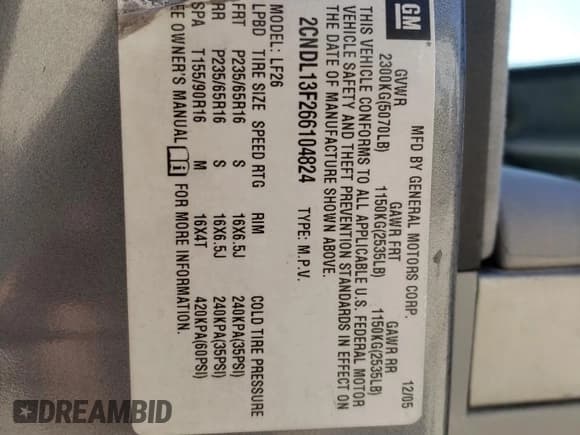 GM
MFD BY GENERAL MOTORS CORP. 12/05
GVWR GAWR FRT GAWR RR
2300KG(5070LB) 1150KG(2535LB) 1150KG(2535LB)
THIS VEHICLE CONFORMS TO ALL APPLICABLE U.S. FEDERAL MOTOR
VEHICLE SAFETY AND THEFT PREVENTION STANDARDS IN EFFECT ON
THE DATE OF MANUFACTURE SHOWN ABOVE.
2CNDL13F266104824 TYPE: M.P.V.
MODEL: LF26
LPBD TIRE SIZE SPEED RTG RIM COLD TIRE PRESSURE
FRT P235/65R16 S 16X6.5J 240KPA(35PSI)
RR P235/65R16 S 16X6.5J 240KPA(35PSI)
SPA T155/90R16 M 16X4T 420KPA(60PSI)
OWNER'S MANUAL FOR MORE INFORMATION.
DREAMBID